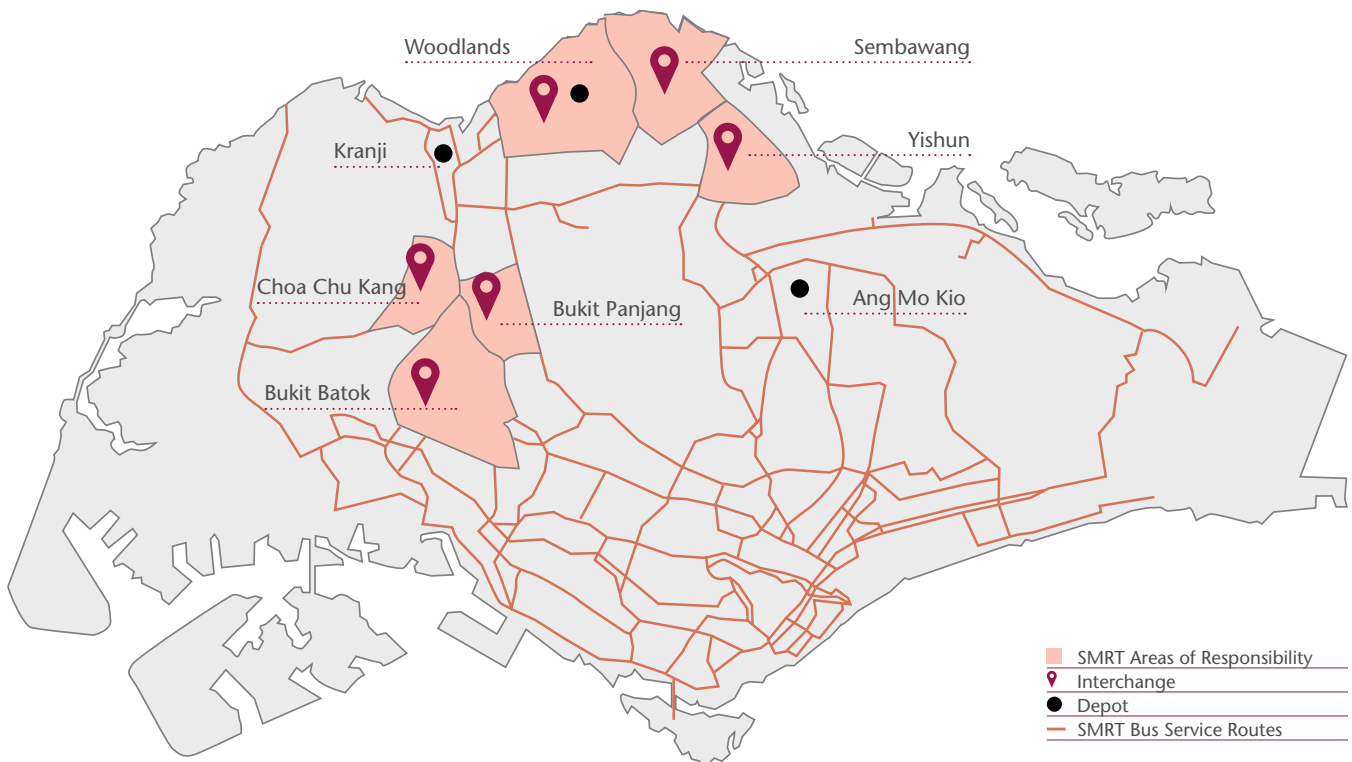 Woodlands
Sembawang
Kranji
Yishun
Choa Chu Kang
Bukit Panjang
Ang Mo Kio
Bukit Batok
SMRT Areas of Responsibility
Interchange
Depot
SMRT Bus Service Routes